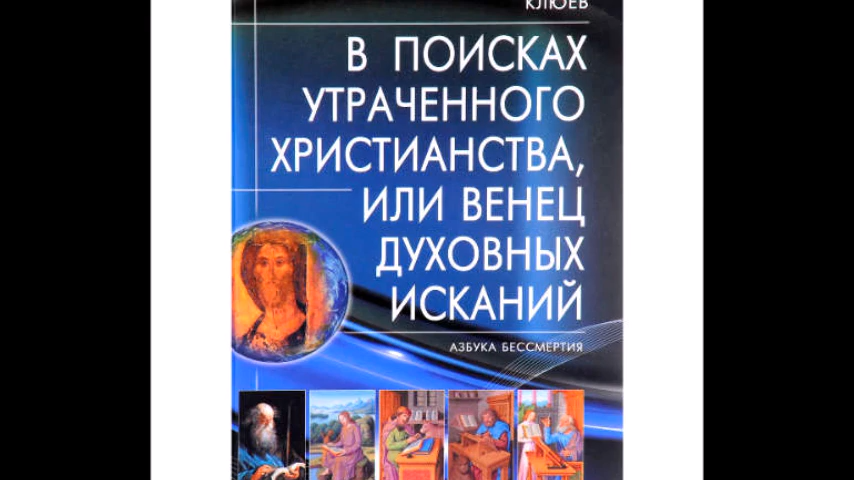 КЛЮЕВ
В ПОИСКАХ
УТРАЧЕННОГО
ХРИСТИАНСТВА,
ИЛИ ВЕНЕЦ
ДУХОВНЫХ
ИСКАНИЙ
АЗБУКА БЕССМЕРТИЯ